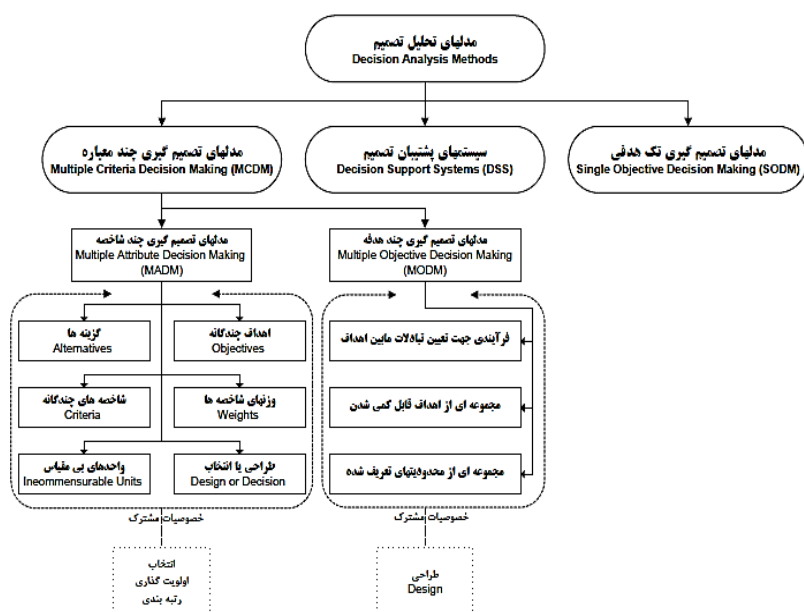 مدلهای تحلیل تصمیم
Decision Analysis Methods
مدلهای تصمیم گیری چند معیاره
Multiple Criteria Decision Making (MCDM)
سیستمهای پشتیبان تصمیم
Decision Support Systems (DSS)
مدلهای تصمیم گیری تک هدفی
Single Objective Decision Making (SODM)
مدلهای تصمیم گیری چند شاخصه
Multiple Attribute Decision Making
(MADM)
مدلهای تصمیم گیری چند هدفه
Multiple Objective Decision Making
(MODM)
گزینه ها
Alternatives
اهداف چندگانه
Objectives
شاخصه های چندگانه
Criteria
وزنهای شاخصه ها
Weights
واحدهای بی مقیاس
Ineommensurable Units
طراحی یا انتخاب
Design or Decision
فرآیندی جهت تعیین تبادلات مابین اهداف
مجموعه ای از اهداف قابل کمی شدن
مجموعه ای از محدودیتهای تعریف شده
خصوصیات مشترک
خصوصیات مشترک
انتخاب
اولویت گذاری
رتبه بندی
طراحی
Design